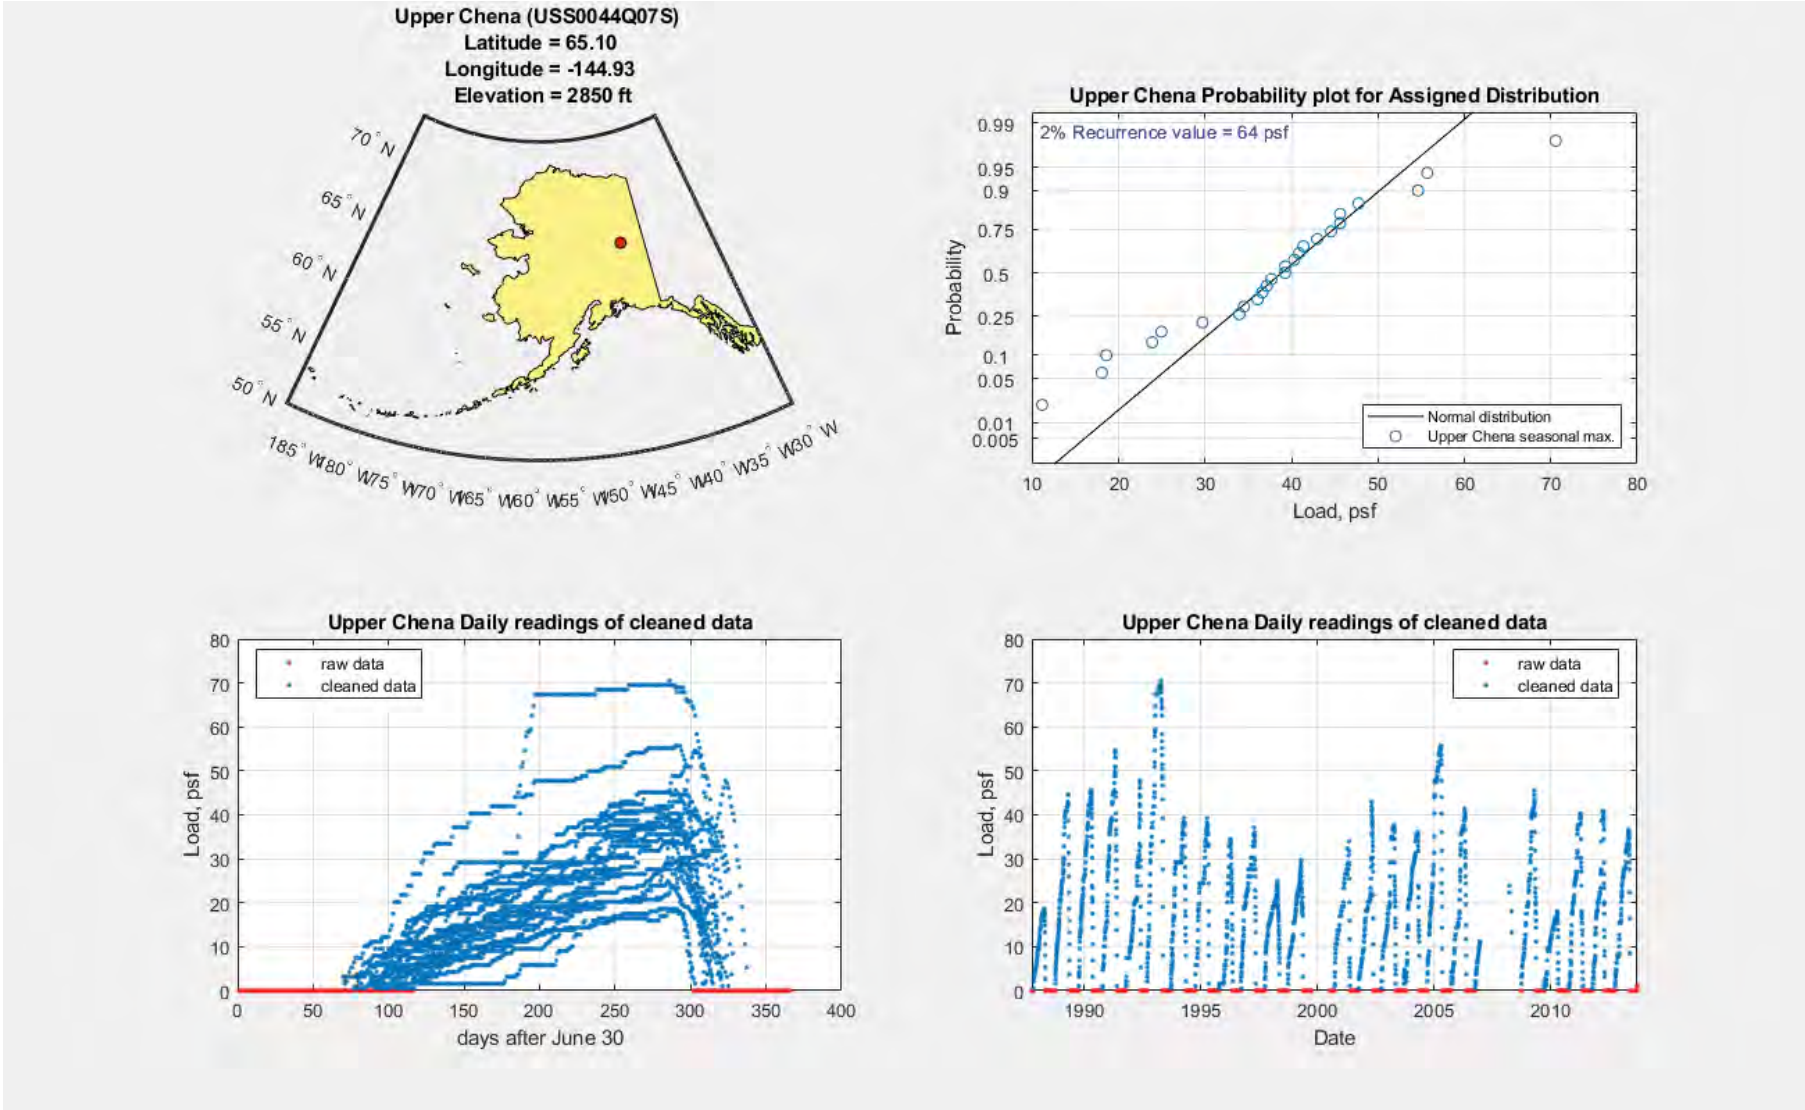 Upper Chena (USS0044Q07S)
Latitude = 65.10
Longitude = -144.93
Elevation = 2850 ft
70° N
65° N
60° N
55° N
50° N
185° W
180° W
175° W
170° W
165° W
160° W
155° W
150° W
145° W
140° W
135° W
130° W
Upper Chena Probability plot for Assigned Distribution
2% Recurrence value = 64 psf
0.99
0.95
0.9
0.75
0.5
0.25
0.1
0.05
0.01
0.005
Probability
Normal distribution
Upper Chena seasonal max.
10 20 30 40 50 60 70 80
Load, psf
Upper Chena Daily readings of cleaned data
raw data
cleaned data
80
70
60
50
40
30
20
10
0
Load, psf
0 50 100 150 200 250 300 350 400
days after June 30
Upper Chena Daily readings of cleaned data
raw data
cleaned data
80
70
60
50
40
30
20
10
0
Load, psf
1990 1995 2000 2005 2010
Date